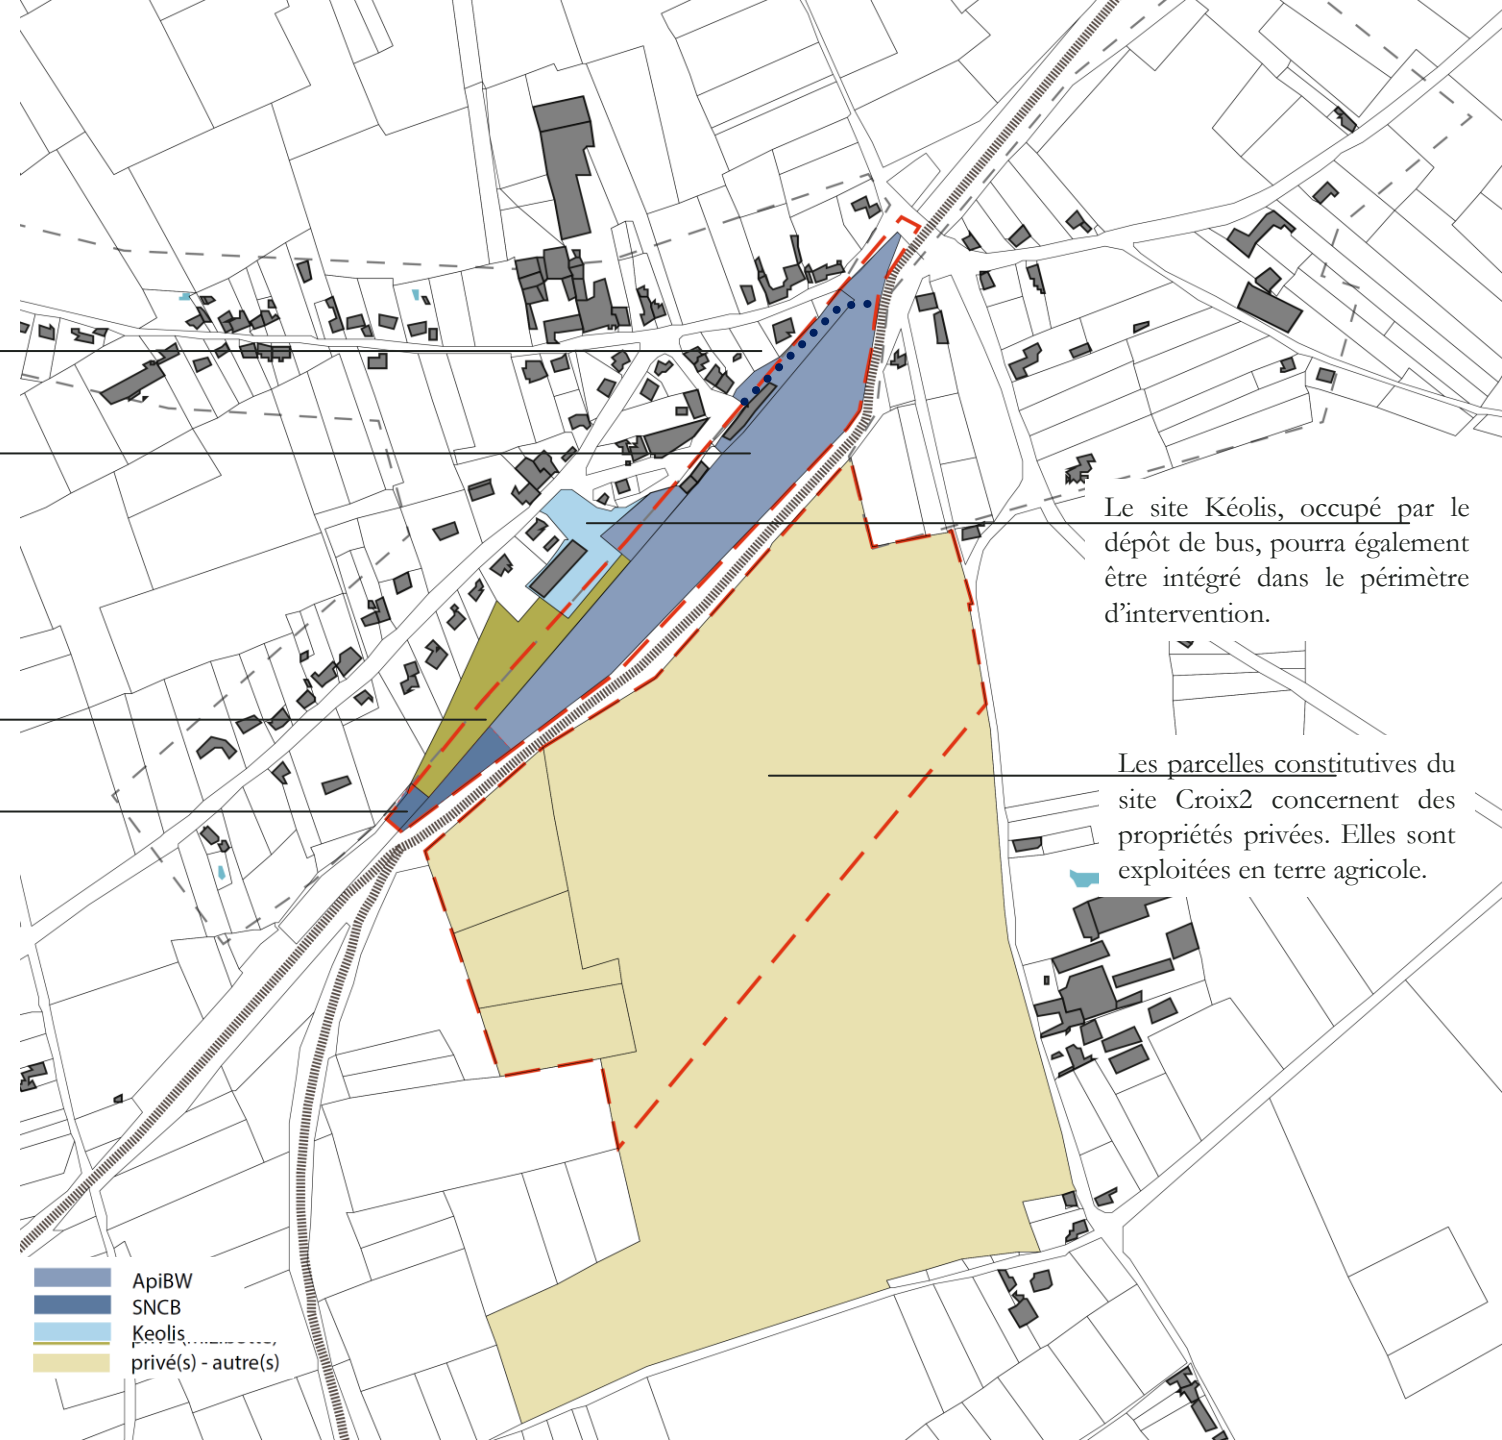 Le site Kéolis, occupé par le
dépôt de bus, pourra également
être intégré dans le périmètre
d’intervention.
Les parcelles constitutives du
site Croix2 concernent des
propriétés privées. Elles sont
exploitées en terre agricole.
ApiBW
SNCB
Keolis
privé(s) - autre(s)